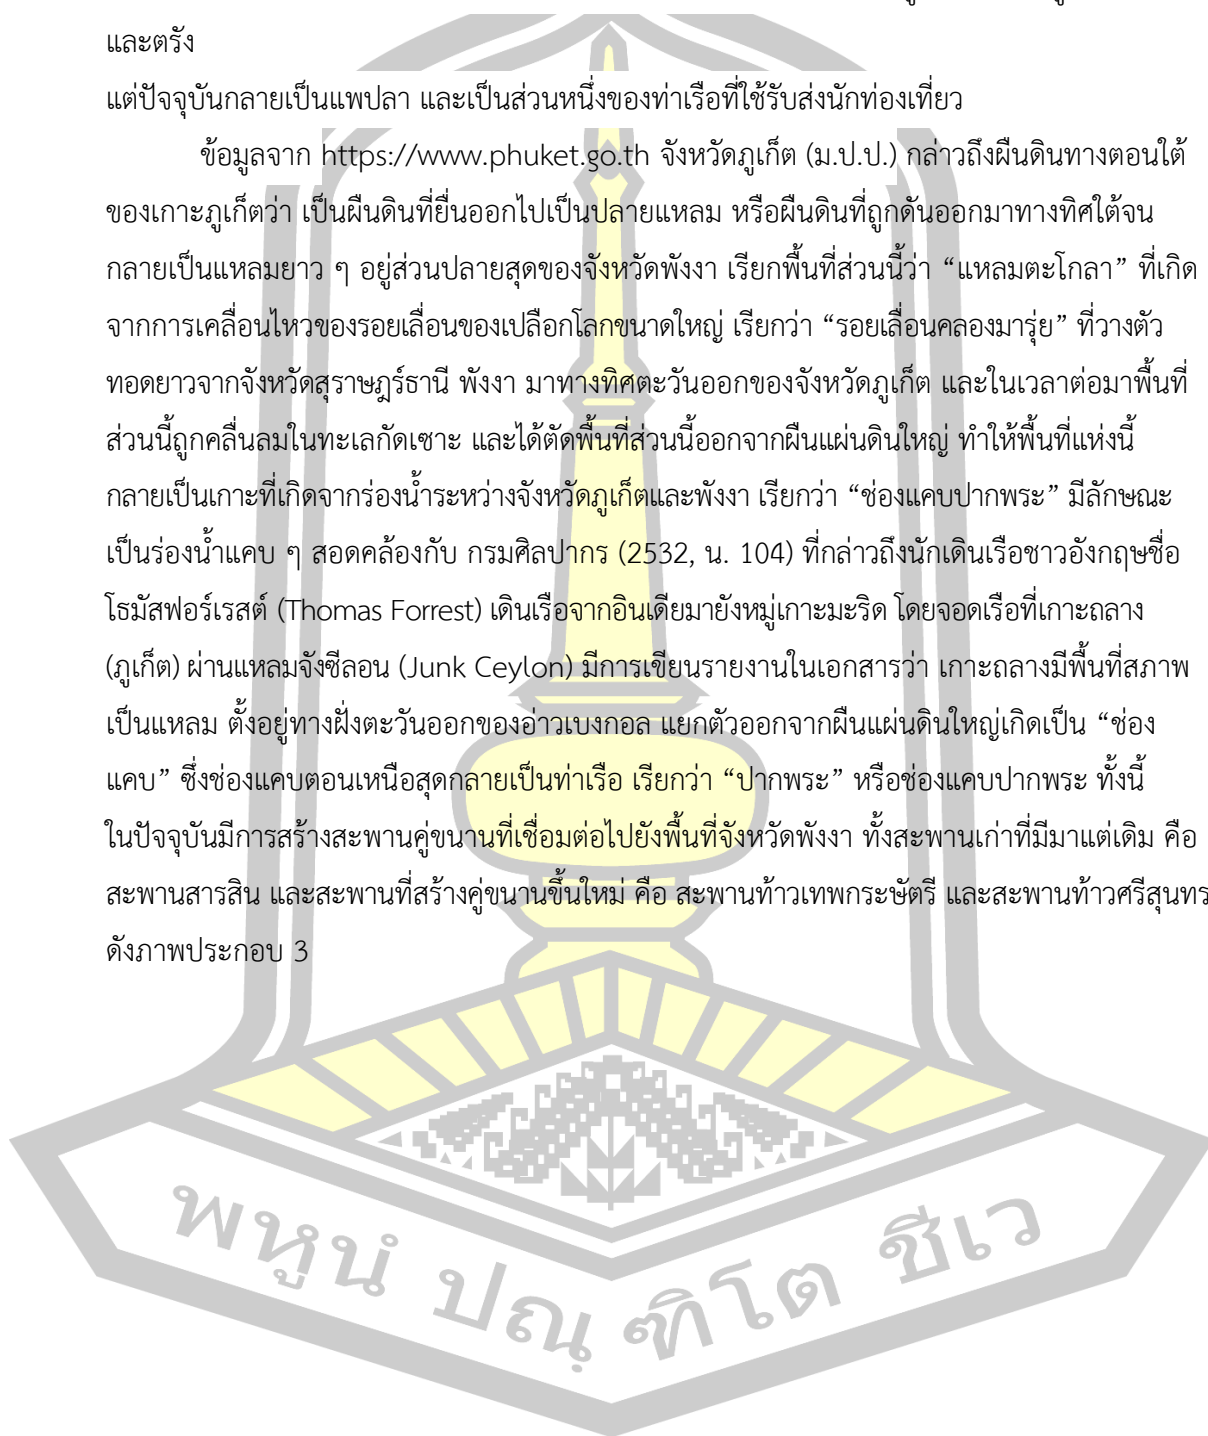 และตรัง
แต่ปัจจุบันกลายเป็นแพปลา และเป็นส่วนหนึ่งของท่าเรือที่ใช้รับส่งนักท่องเที่ยว
ข้อมูลจาก https://www.phuket.go.th จังหวัดภูเก็ต (ม.ป.ป.) กล่าวถึงผืนดินทางตอนใต้
ของเกาะภูเก็ตว่า เป็นผืนดินที่ยื่นออกไปเป็นปลายแหลม หรือผืนดินที่ถูกดันออกมาทางทิศใต้จน
กลายเป็นแหลมยาว ๆ อยู่ส่วนปลายสุดของจังหวัดพังงา เรียกพื้นที่ส่วนนี้ว่า “แหลมตะโกลา” ที่เกิด
จากการเคลื่อนไหวของรอยเลื่อนของเปลือกโลกขนาดใหญ่ เรียกว่า “รอยเลื่อนคลองมารุ่ย” ที่วางตัว
ทอดยาวจากจังหวัดสุราษฎร์ธานี พังงา มาทางทิศตะวันออกของจังหวัดภูเก็ต และในเวลาต่อมาพื้นที่
ส่วนนี้ถูกคลื่นลมในทะเลกัดเซาะ และได้ตัดพื้นที่ส่วนนี้ออกจากผืนแผ่นดินใหญ่ ทำให้พื้นที่แห่งนี้
กลายเป็นเกาะที่เกิดจากร่องน้ำระหว่างจังหวัดภูเก็ตและพังงา เรียกว่า “ช่องแคบปากพระ” มีลักษณะ
เป็นร่องน้ำแคบ ๆ สอดคล้องกับ กรมศิลปากร (2532, น. 104) ที่กล่าวถึงนักเดินเรือชาวอังกฤษชื่อ
โธมัสฟอร์เรสต์ (Thomas Forrest) เดินเรือจากอินเดียมายังหมู่เกาะมะริด โดยจอดเรือที่เกาะถลาง
(ภูเก็ต) ผ่านแหลมจังซีลอน (Junk Ceylon) มีการเขียนรายงานในเอกสารว่า เกาะถลางมีพื้นที่สภาพ
เป็นแหลม ตั้งอยู่ทางฝั่งตะวันออกของอ่าวเบงกอล แยกตัวออกจากผืนแผ่นดินใหญ่เกิดเป็น “ช่อง
แคบ” ซึ่งช่องแคบตอนเหนือสุดกลายเป็นท่าเรือ เรียกว่า “ปากพระ” หรือช่องแคบปากพระ ทั้งนี้
ในปัจจุบันมีการสร้างสะพานคู่ขนานที่เชื่อมต่อไปยังพื้นที่จังหวัดพังงา ทั้งสะพานเก่าที่มีมาแต่เดิม คือ
สะพานสารสิน และสะพานที่สร้างคู่ขนานขึ้นใหม่ คือ สะพานท้าวเทพกระษัตรี และสะพานท้าวศรีสุนทร
ดังภาพประกอบ 3
พหูนํ ปณฺฑิโต ชีเว